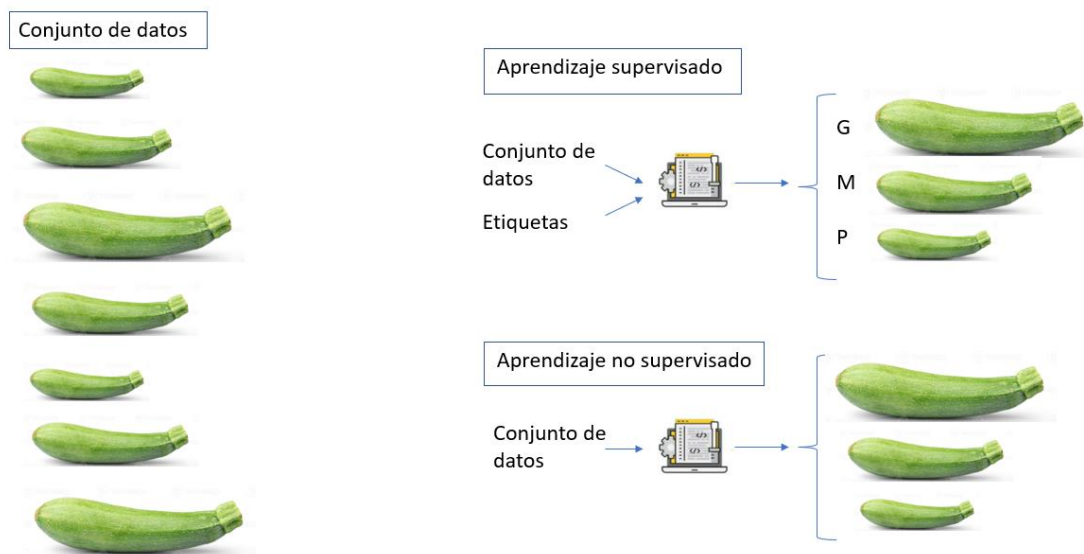 Conjunto de datos
Aprendizaje supervisado
Conjunto de
datos
Etiquetas
G
M
P
Aprendizaje no supervisado
Conjunto de
datos